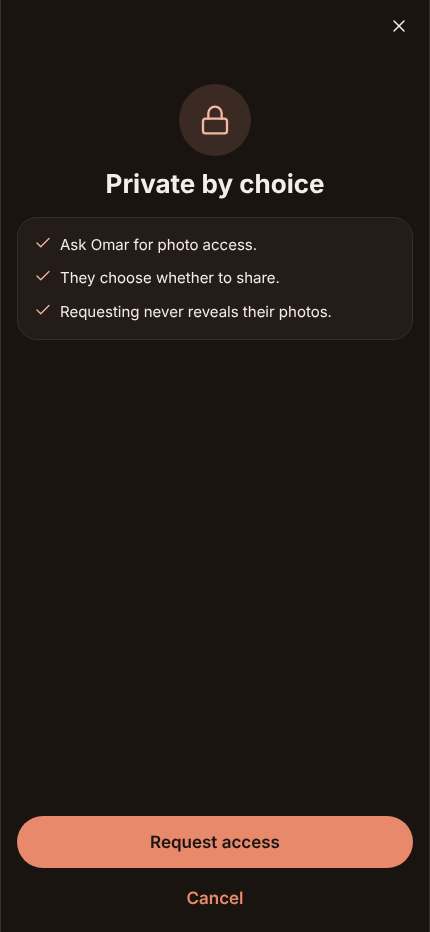 Private by choice
Ask Omar for photo access.
They choose whether to share.
Requesting never reveals their photos.
Request access
Cancel